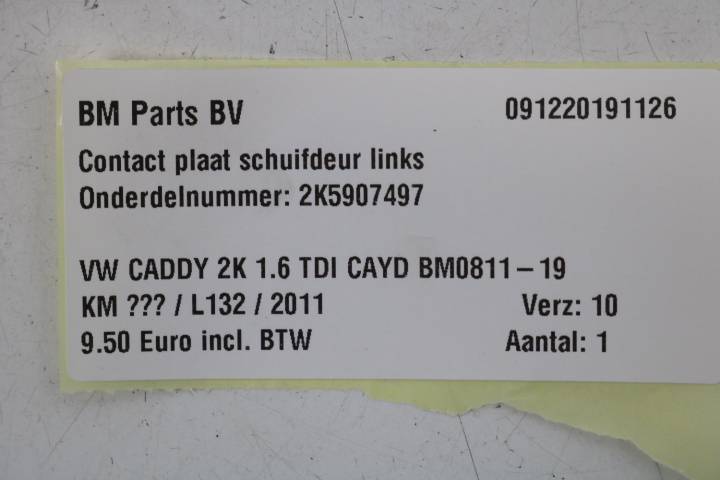 BM Parts BV 091220191126
Contact plaat schuifdeur links
Onderdelnummer: 2K5907497
VW CADDY 2K 1.6 TDI CAYD BM0811-19
KM ??? / L132 / 2011 Verz: 10
9.50 Euro incl. BTW Aantal: 1